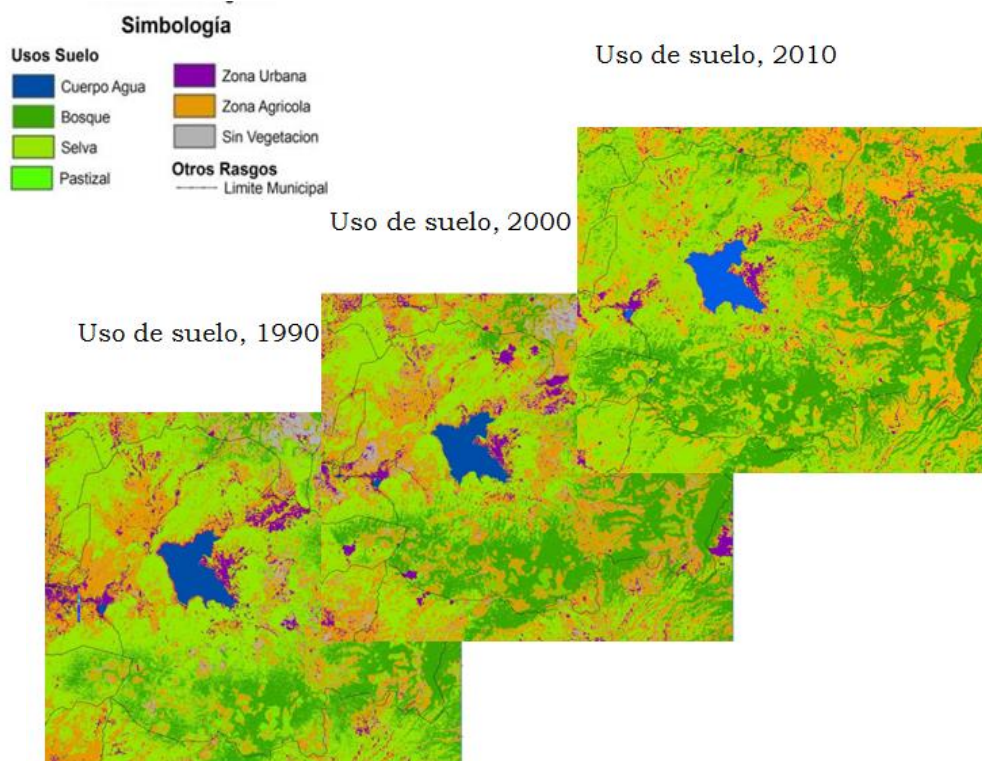 Simbología
Usos Suelo
Cuerpo Agua
Bosque
Selva
Pastizal
Zona Urbana
Zona Agricola
Sin Vegetacion
Otros Rasgos
Limite Municipal
Uso de suelo, 2010
Uso de suelo, 2000
Uso de suelo, 1990